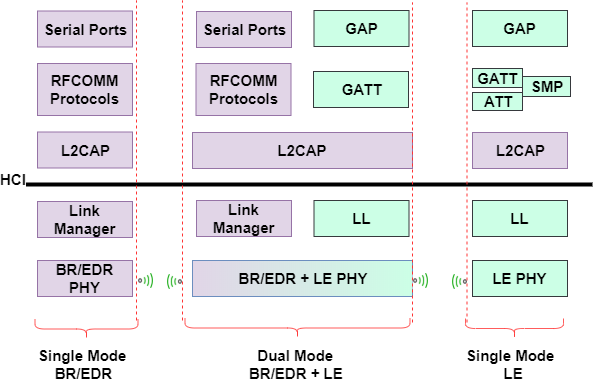 Serial Ports
Serial Ports
GAP
GAP
RFCOMM
Protocols
RFCOMM
Protocols
GATT
GATT
SMP
ATT
L2CAP
L2CAP
L2CAP
HCI
Link
Manager
Link
Manager
LL
LL
BR/EDR
PHY
BR/EDR + LE PHY
LE PHY
Single Mode
BR/EDR
Dual Mode
BR/EDR + LE
Single Mode
LE